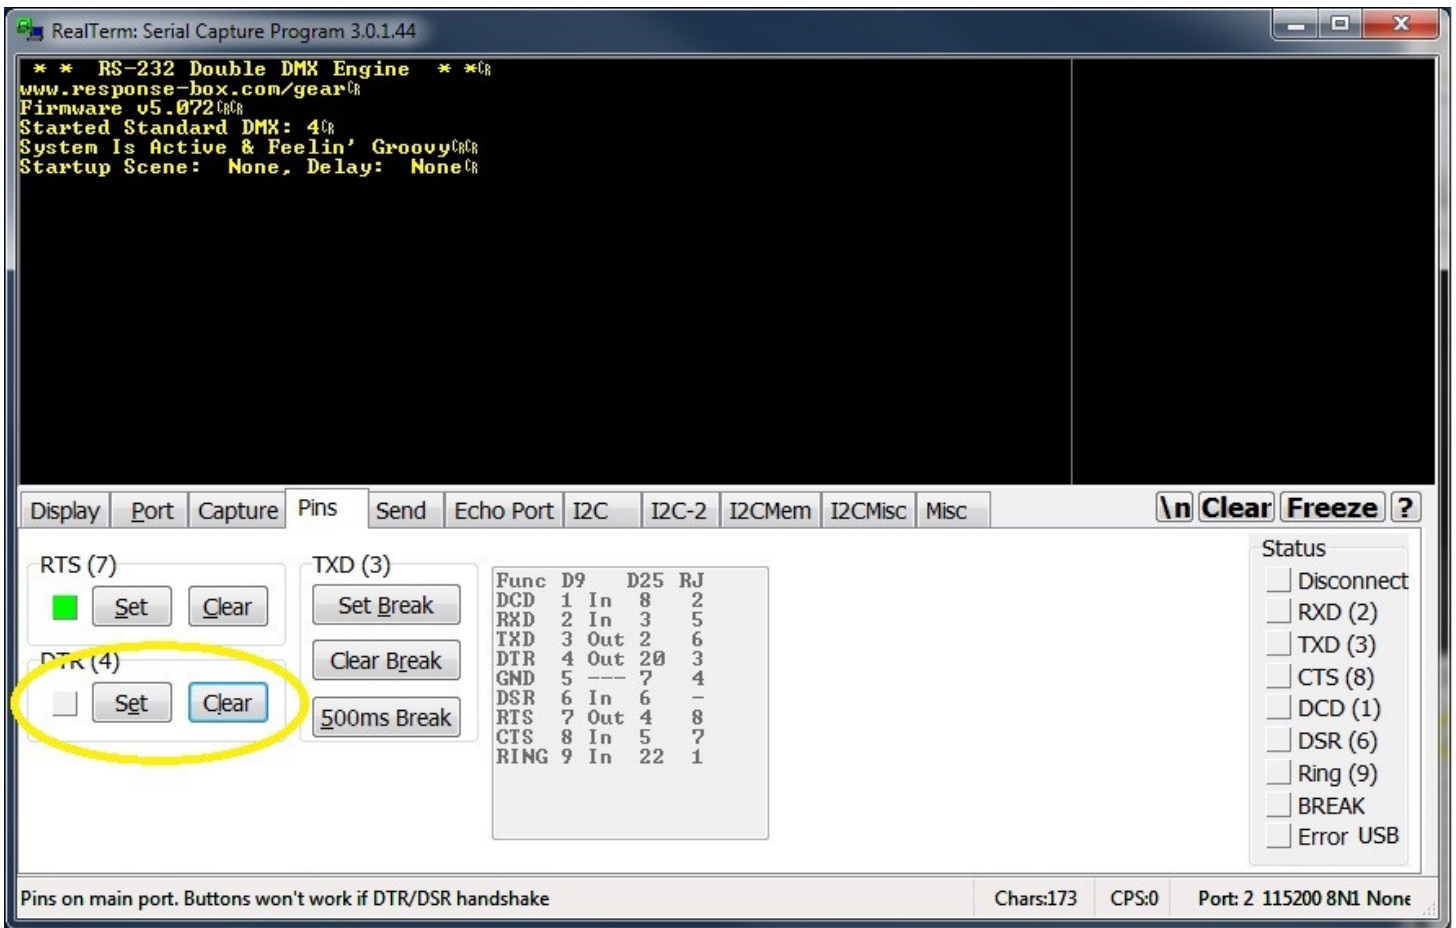 RealTerm: Serial Capture Program 3.0.1.44
* * RS-232 Double DMX Engine * *CR
www.response-box.com/gearCR
Firmware v5.072CRCR
Started Standard DMX: 4CR
System Is Active & Feelin' GroovyCRCR
Startup Scene: None, Delay: NoneCR
Display Port Capture Pins Send Echo Port I2C I2C-2 I2CMem I2CMisc Misc \n Clear Freeze ?
RTS (7)
Set Clear
DTR (4)
Set Clear
TXD (3)
Set Break
Clear Break
500ms Break
Func D9 D25 RJ
DCD 1 In 8 2
RXD 2 In 3 5
TXD 3 Out 2 6
DTR 4 Out 20 3
GND 5 --- 7 4
DSR 6 In 6 -
RTS 7 Out 4 8
CTS 8 In 5 7
RING 9 In 22 1
Status
Disconnect
RXD (2)
TXD (3)
CTS (8)
DCD (1)
DSR (6)
Ring (9)
BREAK
Error USB
Pins on main port. Buttons won't work if DTR/DSR handshake
Chars:173 CPS:0 Port: 2 115200 8N1 None